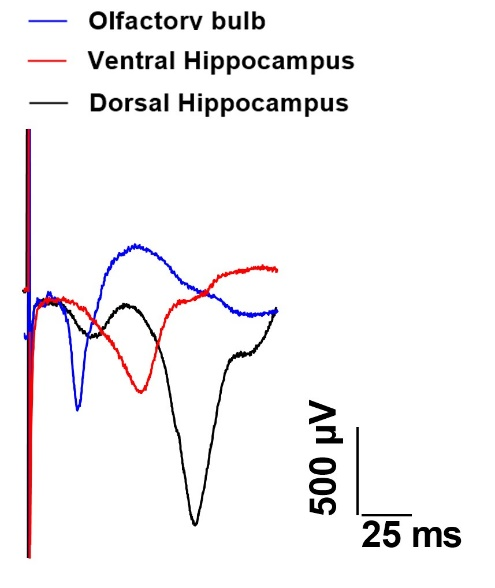 Olfactory bulb
Ventral Hippocampus
Dorsal Hippocampus
500 µV
25 ms